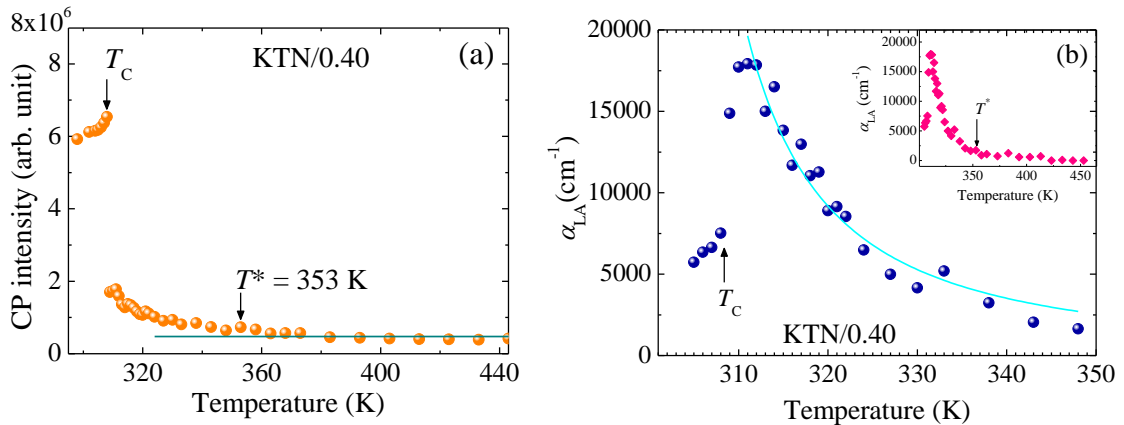 8x10⁶
6
4
2
0
CP intensity (arb. unit)
T_C
KTN/0.40
(a)
T* = 353 K
320
360
400
440
Temperature (K)
20000
15000
10000
5000
0
α_LA(cm⁻¹)
(b)
T_C
KTN/0.40
310
320
330
340
350
Temperature (K)
20000
15000
10000
5000
0
α_LA (cm⁻¹)
T*
350
400
450
Temperature (K)